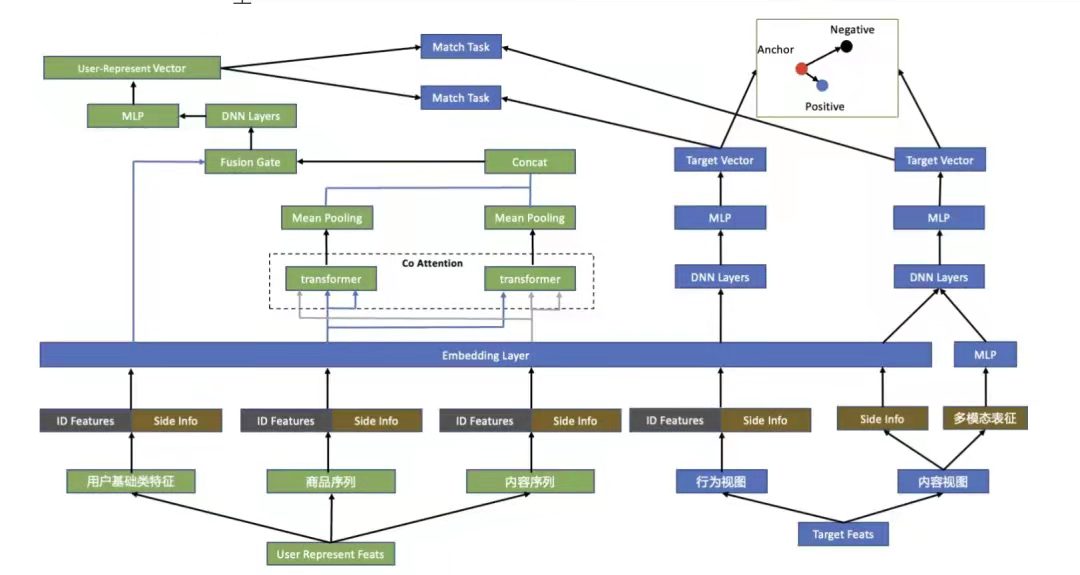 Negative
Match Task
Anchor
User-Represent Vector
Match Task
Positive
MLP
DNN Layers
Fusion Gate
Concat
Target Vector
Target Vector
Mean Pooling
Mean Pooling
MLP
MLP
Co Attention
transformer
transformer
DNN Layers
DNN Layers
Embedding Layer
MLP
ID Features
Side Info
ID Features
Side Info
ID Features
Side Info
ID Features
Side Info
Side Info
多模态表征
用户基础类特征
商品序列
内容序列
行为视图
内容视图
Target Feats
User Represent Feats